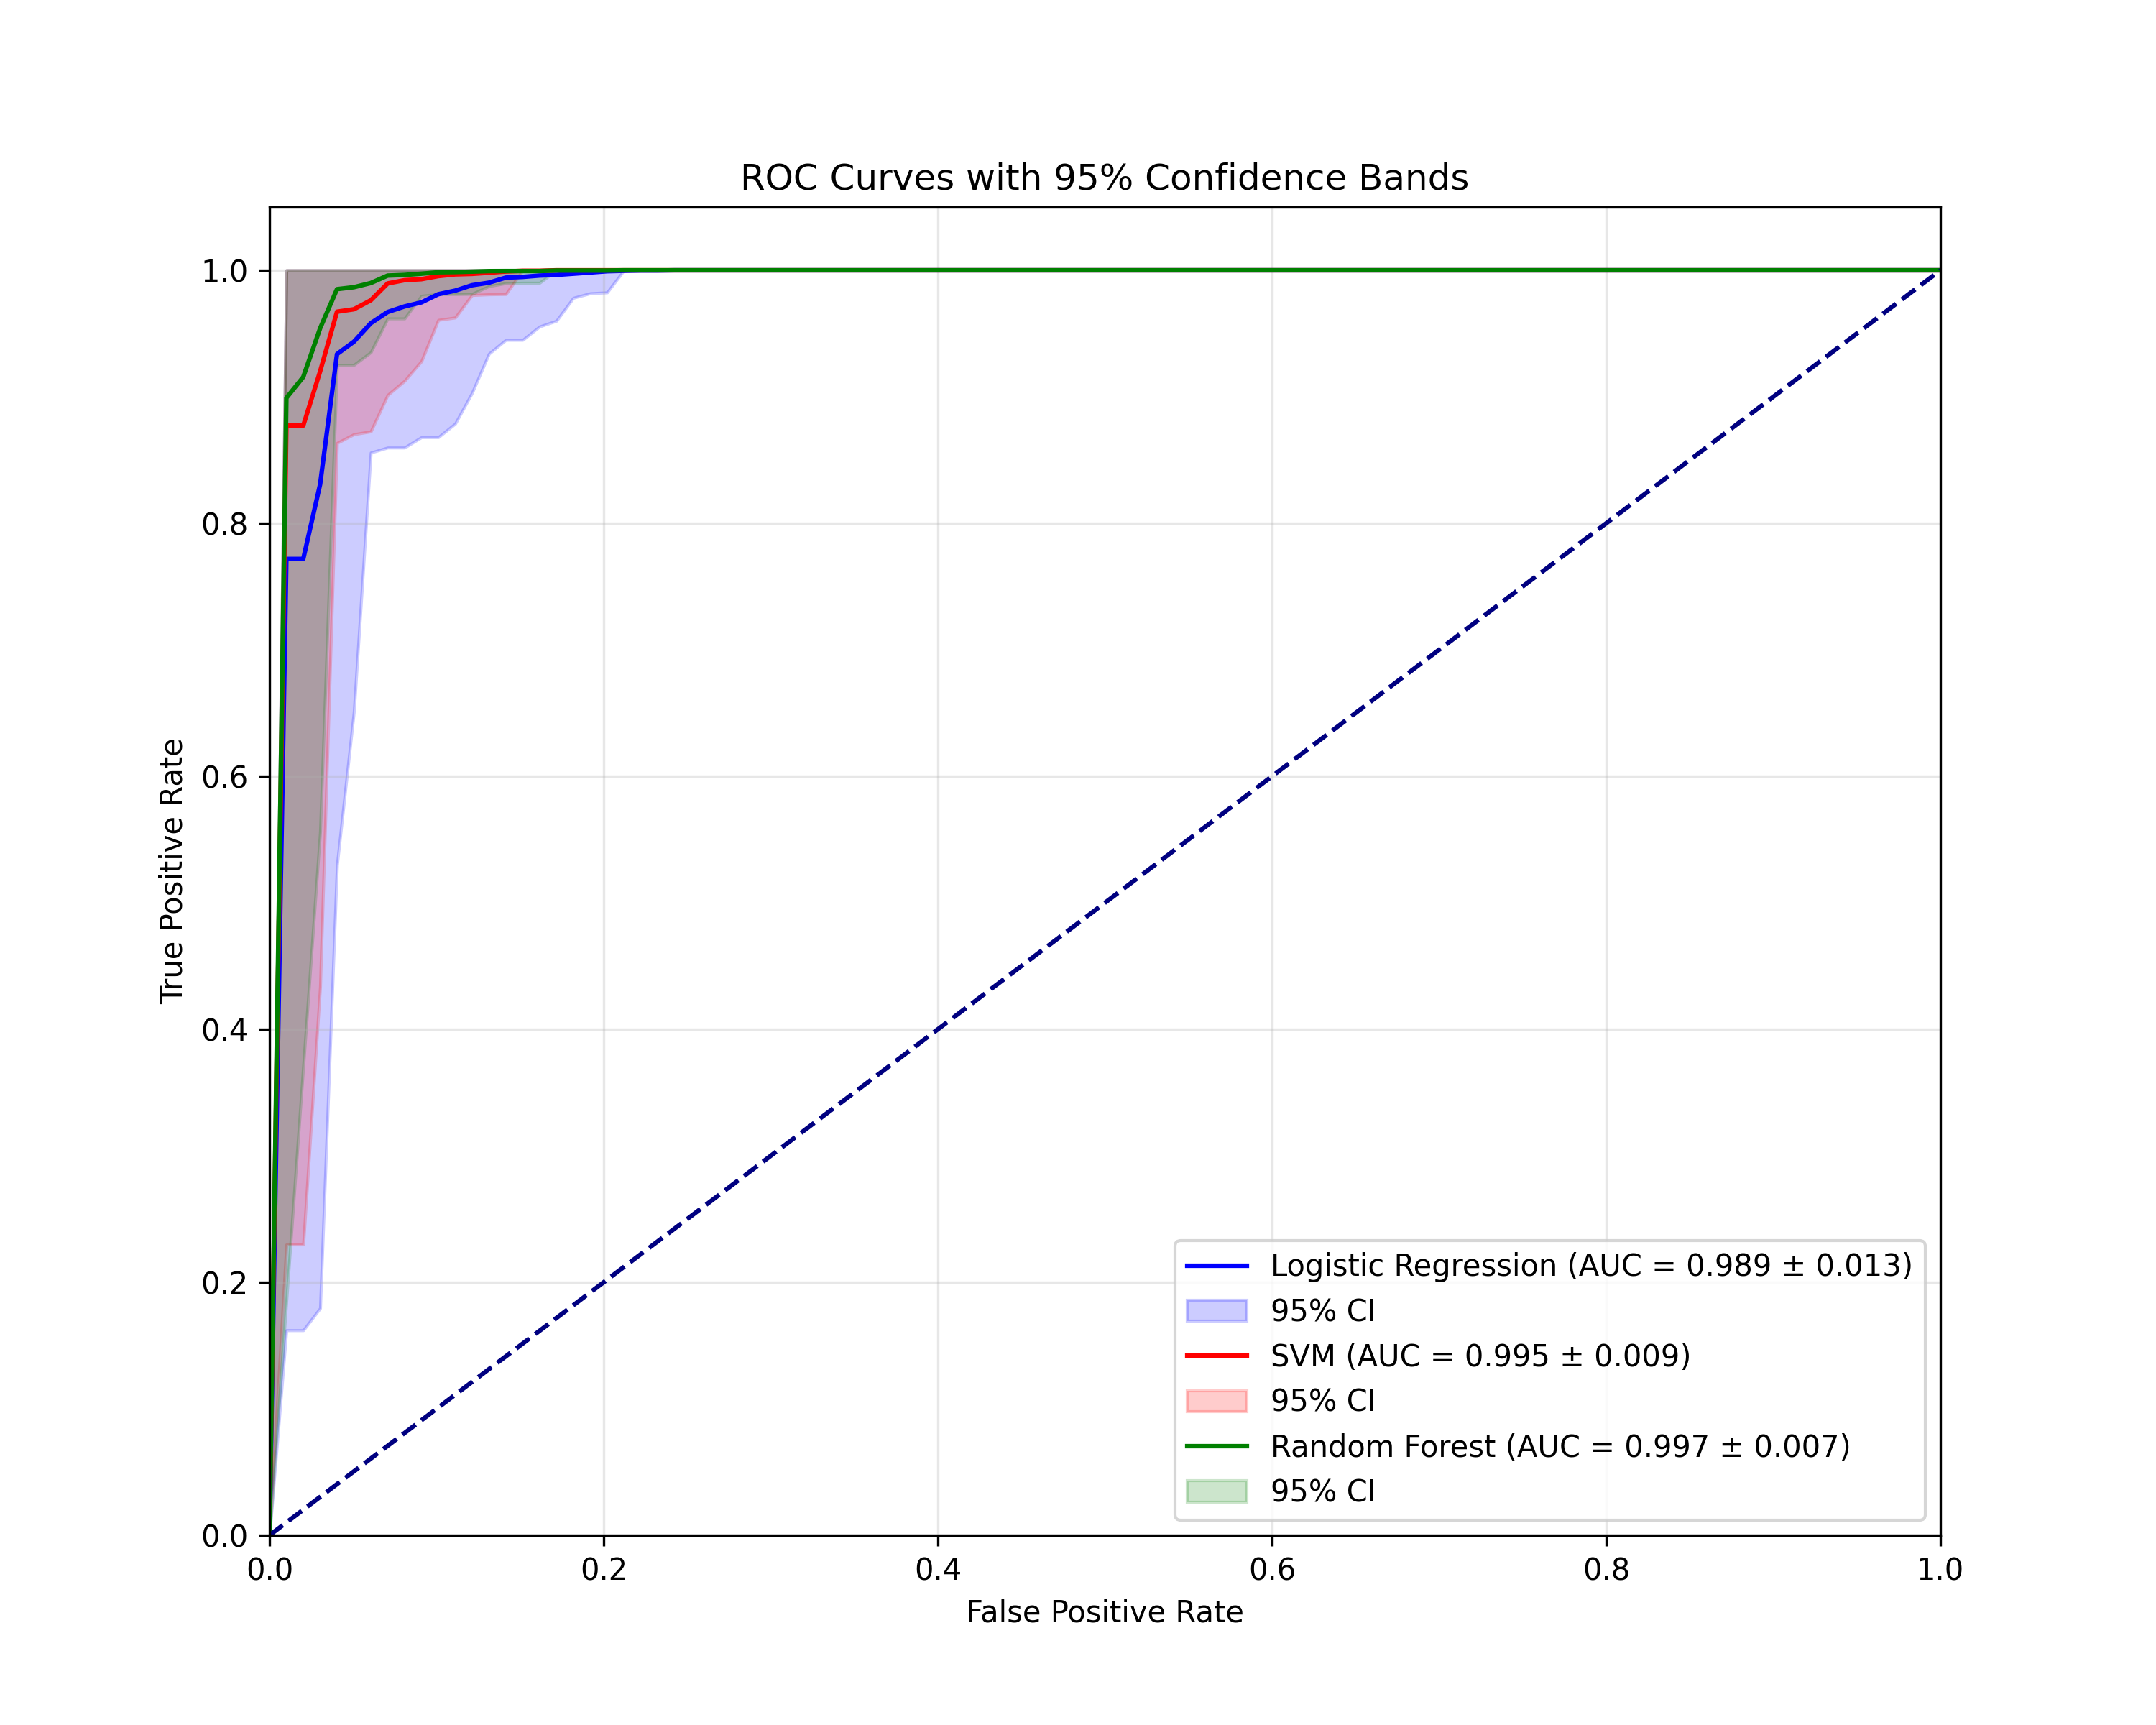 ROC Curves with 95% Confidence Bands
True Positive Rate
1.0
0.8
0.6
0.4
0.2
0.0
0.0 0.2 0.4 0.6 0.8 1.0
False Positive Rate
Logistic Regression (AUC = 0.989 ± 0.013)
95% CI
SVM (AUC = 0.995 ± 0.009)
95% CI
Random Forest (AUC = 0.997 ± 0.007)
95% CI